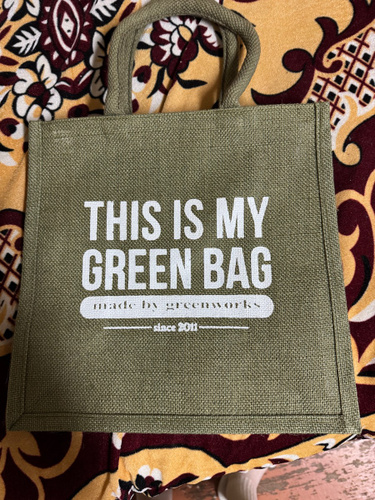 THIS IS MY
GREEN BAG
made by greenworks
since 2011